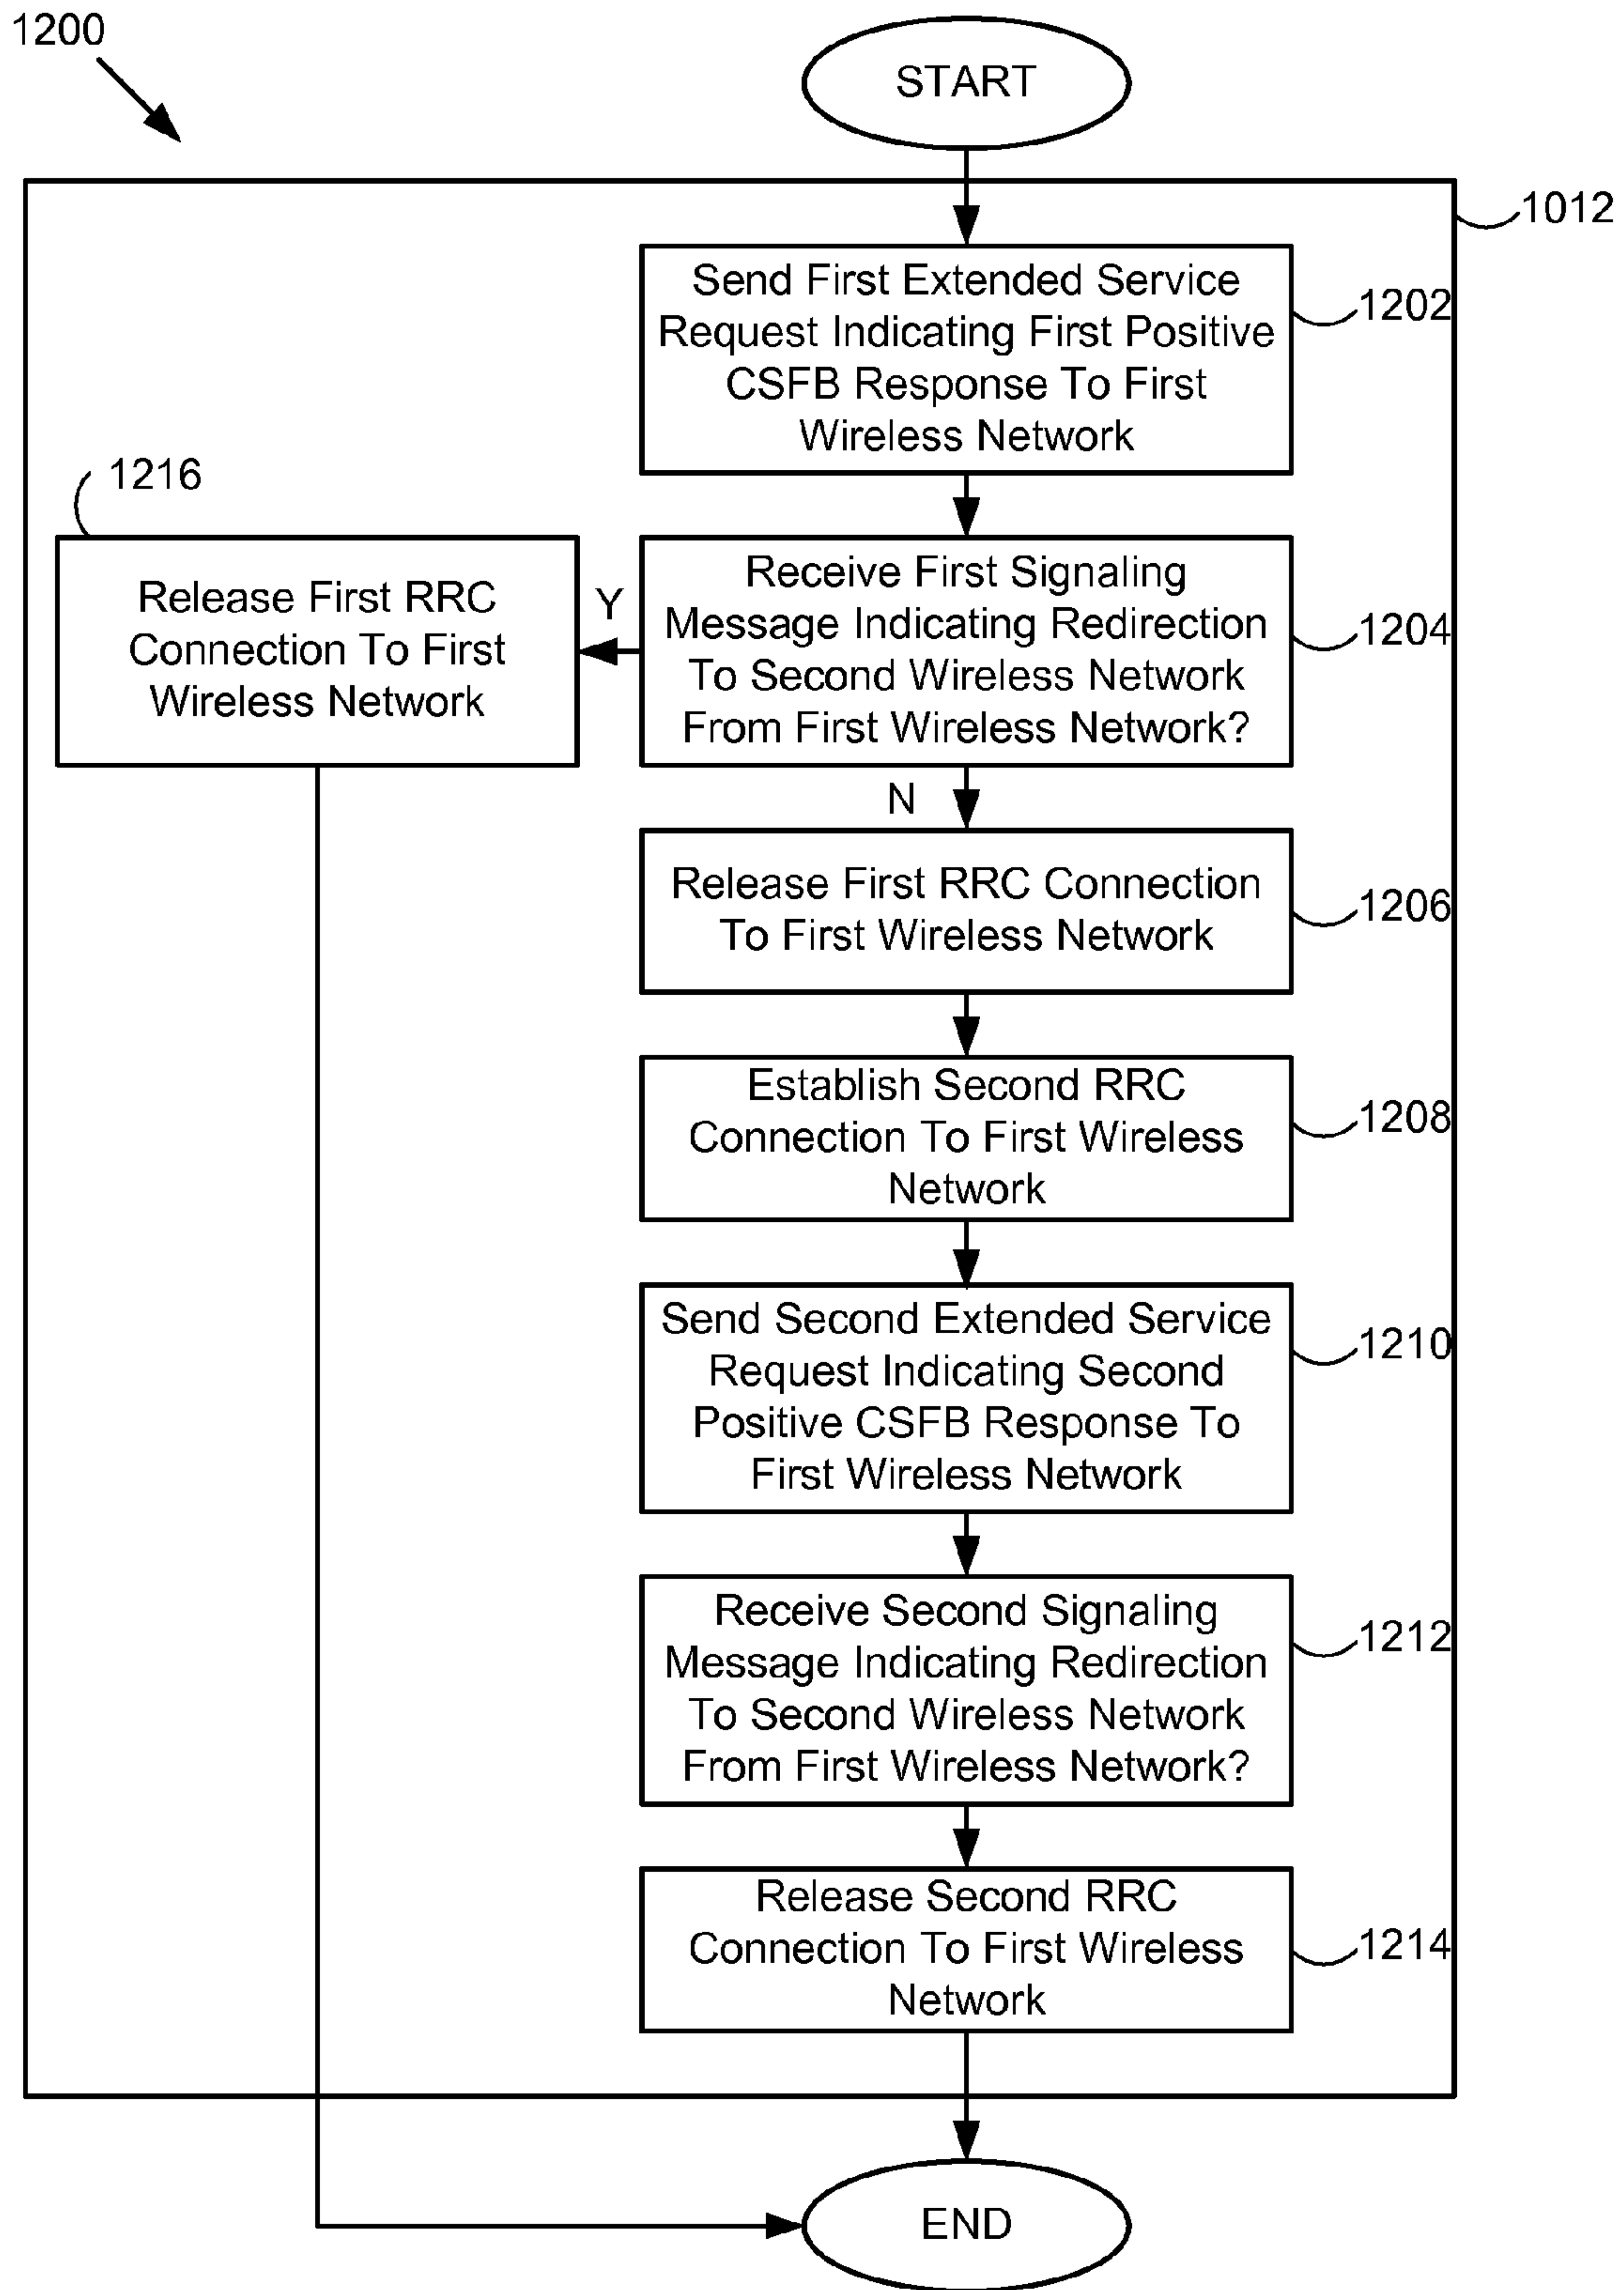 1200
START
1012
Send First Extended Service
Request Indicating First Positive
CSFB Response To First
Wireless Network
1202
1216
Release First RRC
Connection To First
Wireless Network
Y
Receive First Signaling
Message Indicating Redirection
To Second Wireless Network
From First Wireless Network?
1204
N
Release First RRC Connection
To First Wireless Network
1206
Establish Second RRC
Connection To First Wireless
Network
1208
Send Second Extended Service
Request Indicating Second
Positive CSFB Response To
First Wireless Network
1210
Receive Second Signaling
Message Indicating Redirection
To Second Wireless Network
From First Wireless Network?
1212
Release Second RRC
Connection To First Wireless
Network
1214
END